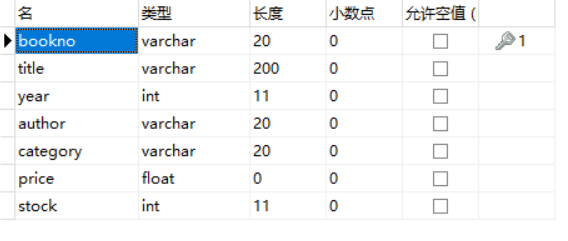 名 类型 长度 小数点 允许空值 (
bookno varchar 20 0 1
title varchar 200 0
year int 11 0
author varchar 20 0
category varchar 20 0
price float 0 0
stock int 11 0